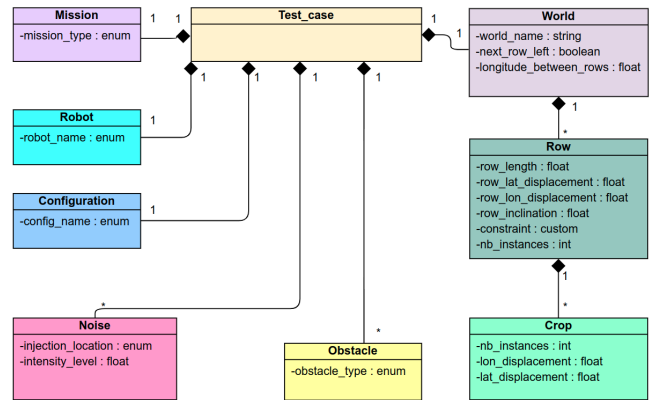 Mission
-mission_type : enum
1
1
Test_case
1
1
World
-world_name : string
-next_row_left : boolean
-longitude_between_rows : float
1
1
1
1
1
*
Robot
-robot_name : enum
1
Row
-row_length : float
-row_lat_displacement : float
-row_lon_displacement : float
-row_inclination : float
-constraint : custom
-nb_instances : int
Configuration
-config_name : enum
1
1
*
Noise
-injection_location : enum
-intensity_level : float
*
Obstacle
-obstacle_type : enum
*
Crop
-nb_instances : int
-lon_displacement : float
-lat_displacement : float